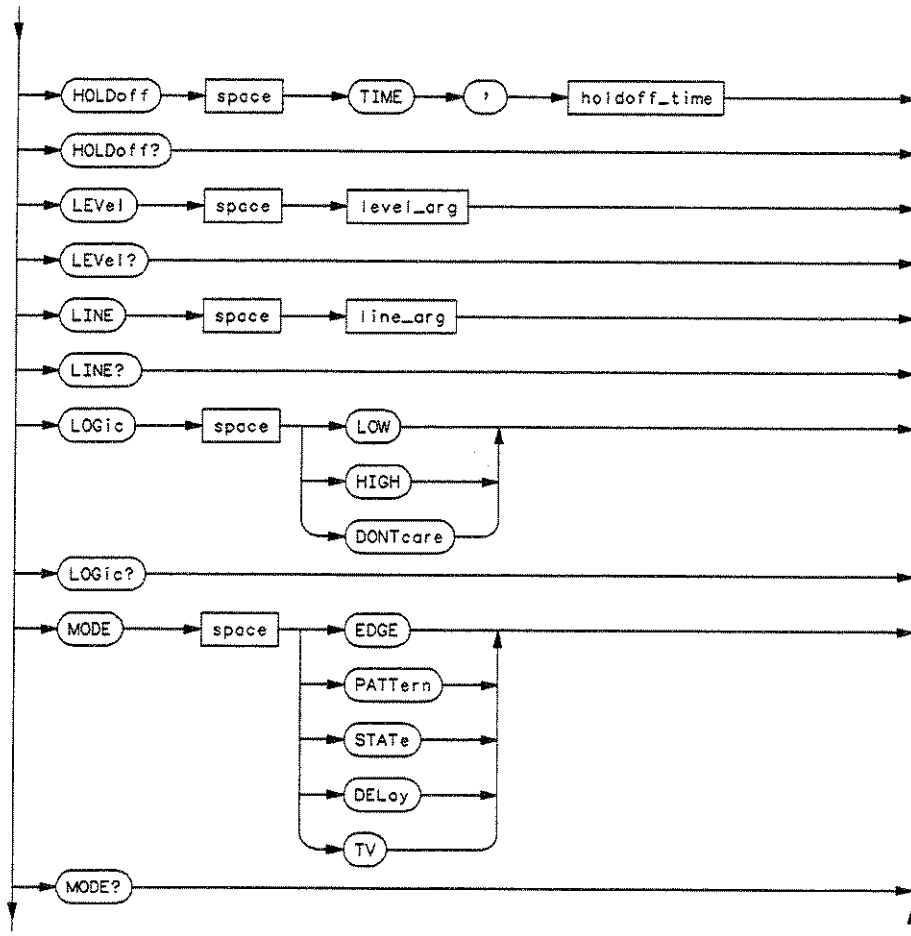 HOLDoff space TIME , holdoff_time
HOLDoff?
LEVel space level_arg
LEVel?
LINE space line_arg
LINE?
LOGic space LOW
HIGH
DONTcare
LOGic?
MODE space EDGE
PATTern
STATe
DELay
TV
MODE?